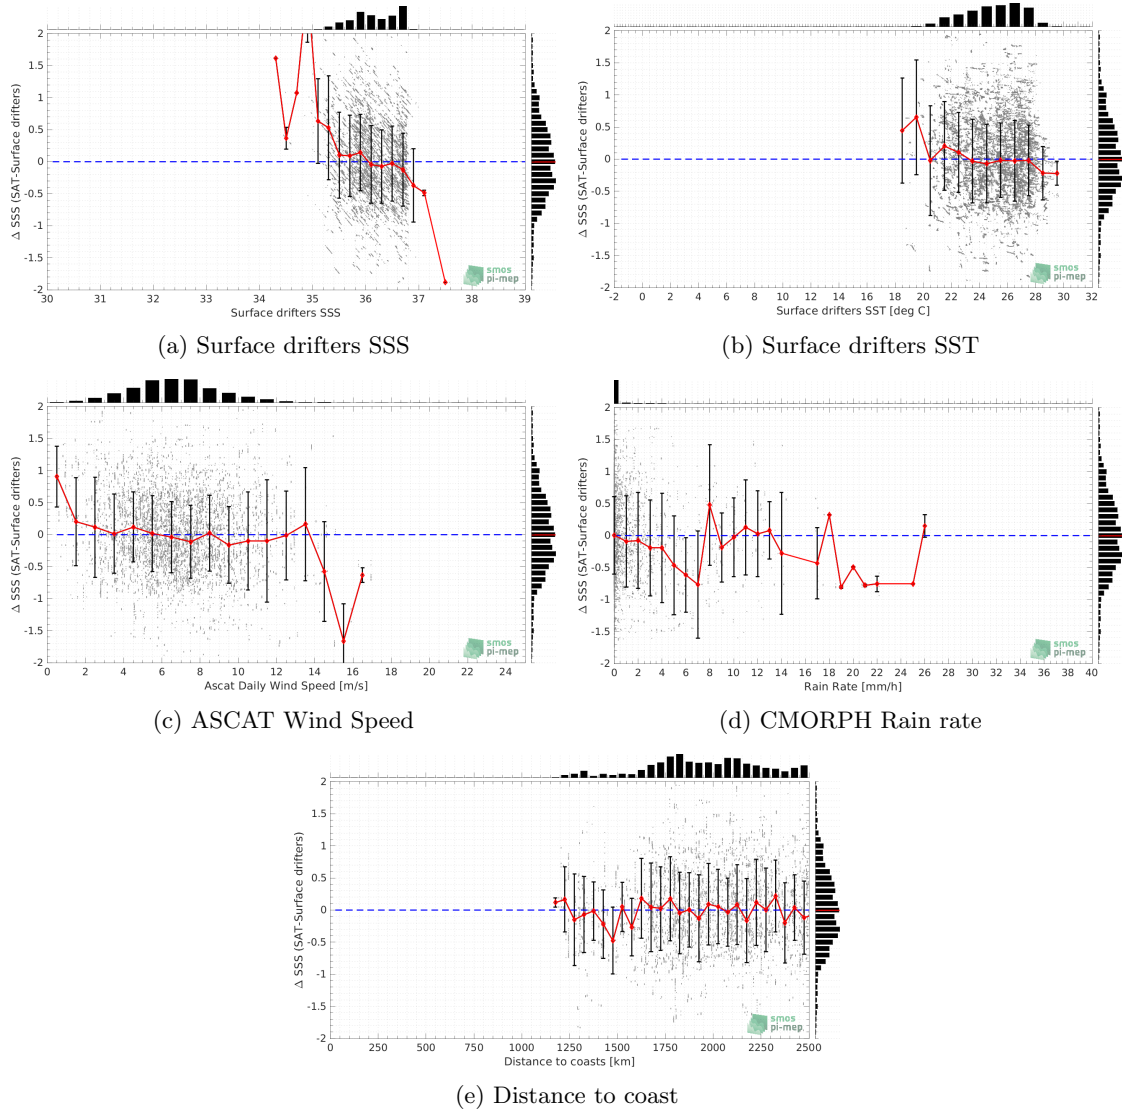 2
1.5
1
0.5
0
-0.5
-1
-1.5
-2
Δ SSS (SAT-Surface drifters)
30 31 32 33 34 35 36 37 38 39
Surface drifters SSS
smos
pi-mep
(a) Surface drifters SSS
2
1.5
1
0.5
0
-0.5
-1
-1.5
-2
Δ SSS (SAT-Surface drifters)
-2 0 2 4 6 8 10 12 14 16 18 20 22 24 26 28 30 32
Surface drifters SST [deg C]
smos
pi-mep
(b) Surface drifters SST
2
1.5
1
0.5
0
-0.5
-1
-1.5
-2
Δ SSS (SAT-Surface drifters)
0 2 4 6 8 10 12 14 16 18 20 22 24
Ascat Daily Wind Speed [m/s]
smos
pi-mep
(c) ASCAT Wind Speed
2
1.5
1
0.5
0
-0.5
-1
-1.5
-2
Δ SSS (SAT-Surface drifters)
0 2 4 6 8 10 12 14 16 18 20 22 24 26 28 30 32 34 36 38 40
Rain Rate [mm/h]
smos
pi-mep
(d) CMORPH Rain rate
2
1.5
1
0.5
0
-0.5
-1
-1.5
-2
Δ SSS (SAT-Surface drifters)
0 250 500 750 1000 1250 1500 1750 2000 2250 2500
Distance to coasts [km]
smos
pi-mep
(e) Distance to coast